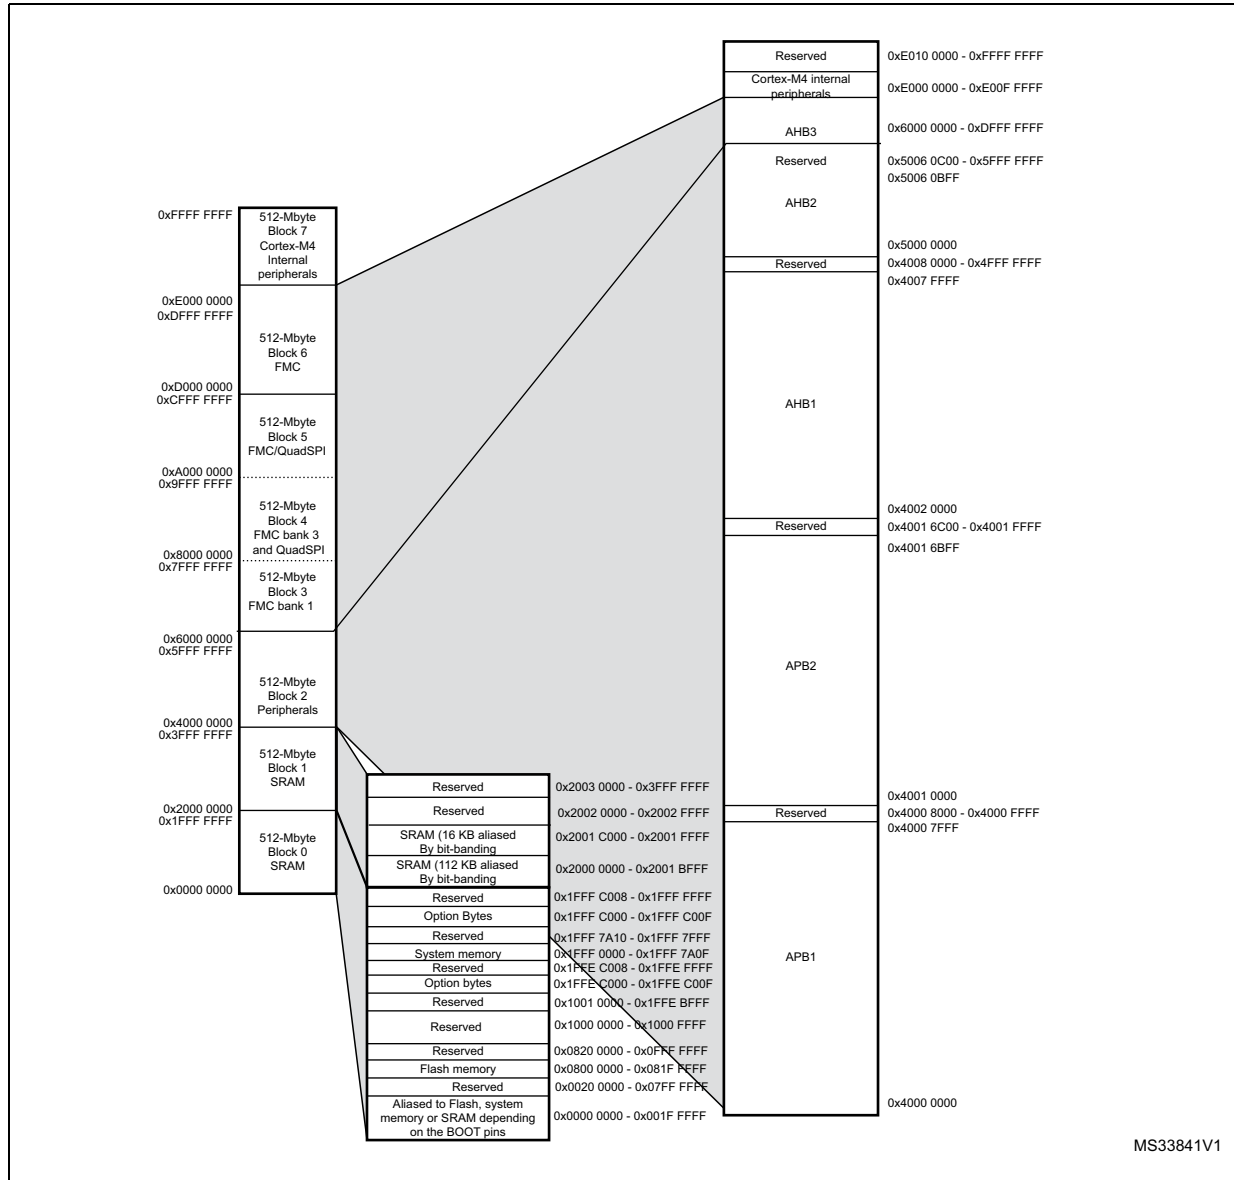 0xFFFF FFFF
512-Mbyte
Block 7
Cortex-M4
Internal
peripherals
0xE000 0000
0xDFFF FFFF
512-Mbyte
Block 6
FMC
0xD000 0000
0xCFFF FFFF
512-Mbyte
Block 5
FMC/QuadSPI
0xA000 0000
0x9FFF FFFF
512-Mbyte
Block 4
FMC bank 3
and QuadSPI
0x8000 0000
0x7FFF FFFF
512-Mbyte
Block 3
FMC bank 1
0x6000 0000
0x5FFF FFFF
512-Mbyte
Block 2
Peripherals
0x4000 0000
0x3FFF FFFF
512-Mbyte
Block 1
SRAM
0x2000 0000
0x1FFF FFFF
512-Mbyte
Block 0
SRAM
0x0000 0000
Reserved 0x2003 0000 - 0x3FFF FFFF
Reserved 0x2002 0000 - 0x2002 FFFF
SRAM (16 KB aliased
By bit-banding
0x2001 C000 - 0x2001 FFFF
SRAM (112 KB aliased
By bit-banding
0x2000 0000 - 0x2001 BFFF
Reserved 0x1FFF C008 - 0x1FFF FFFF
Option Bytes 0x1FFF C000 - 0x1FFF C00F
Reserved 0x1FFF 7A10 - 0x1FFF 7FFF
System memory 0x1FFF 0000 - 0x1FFF 7A0F
Reserved 0x1FFE C008 - 0x1FFE FFFF
Option bytes 0x1FFE C000 - 0x1FFE C00F
Reserved 0x1001 0000 - 0x1FFE BFFF
Reserved 0x1000 0000 - 0x1000 FFFF
Reserved 0x0820 0000 - 0x0FFF FFFF
Flash memory 0x0800 0000 - 0x081F FFFF
Reserved 0x0020 0000 - 0x07FF FFFF
Aliased to Flash, system
memory or SRAM depending
on the BOOT pins
0x0000 0000 - 0x001F FFFF
Reserved 0xE010 0000 - 0xFFFF FFFF
Cortex-M4 internal
peripherals
0xE000 0000 - 0xE00F FFFF
AHB3 0x6000 0000 - 0xDFFF FFFF
Reserved 0x5006 0C00 - 0x5FFF FFFF
0x5006 0BFF
AHB2
0x5000 0000
Reserved 0x4008 0000 - 0x4FFF FFFF
0x4007 FFFF
AHB1
0x4002 0000
Reserved 0x4001 6C00 - 0x4001 FFFF
0x4001 6BFF
APB2
0x4001 0000
Reserved 0x4000 8000 - 0x4000 FFFF
0x4000 7FFF
APB1
0x4000 0000
MS33841V1